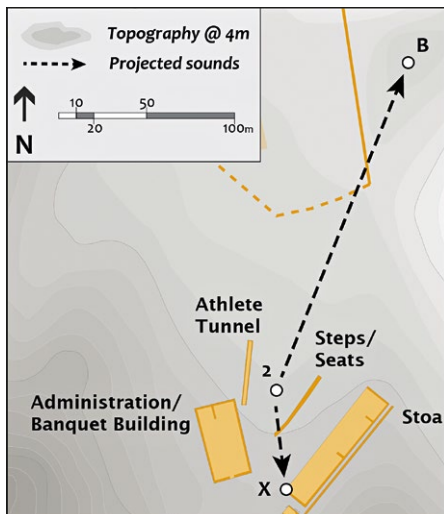 Topography @ 4m
Projected sounds
N
10
50
20
100m
B
Athlete
Tunnel
Steps/
Seats
2
Administration/
Banquet Building
Stoa
X